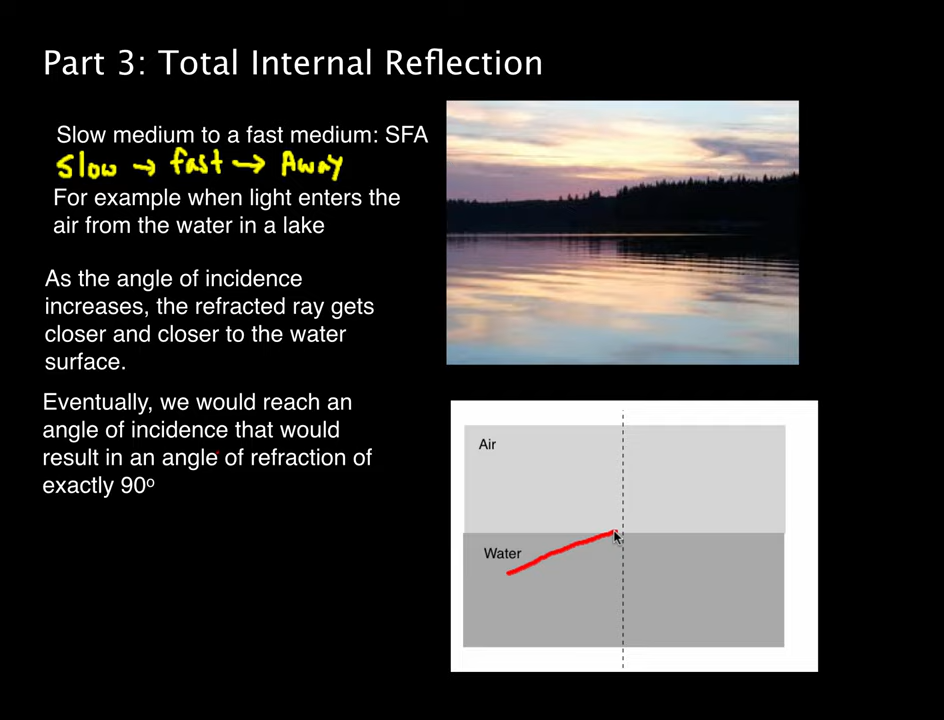 Part 3: Total Internal Reflection
Slow medium to a fast medium: SFA
Slow → fast → Away
For example when light enters the
air from the water in a lake
As the angle of incidence
increases, the refracted ray gets
closer and closer to the water
surface.
Eventually, we would reach an
angle of incidence that would
result in an angle of refraction of
exactly 90º
Air
Water